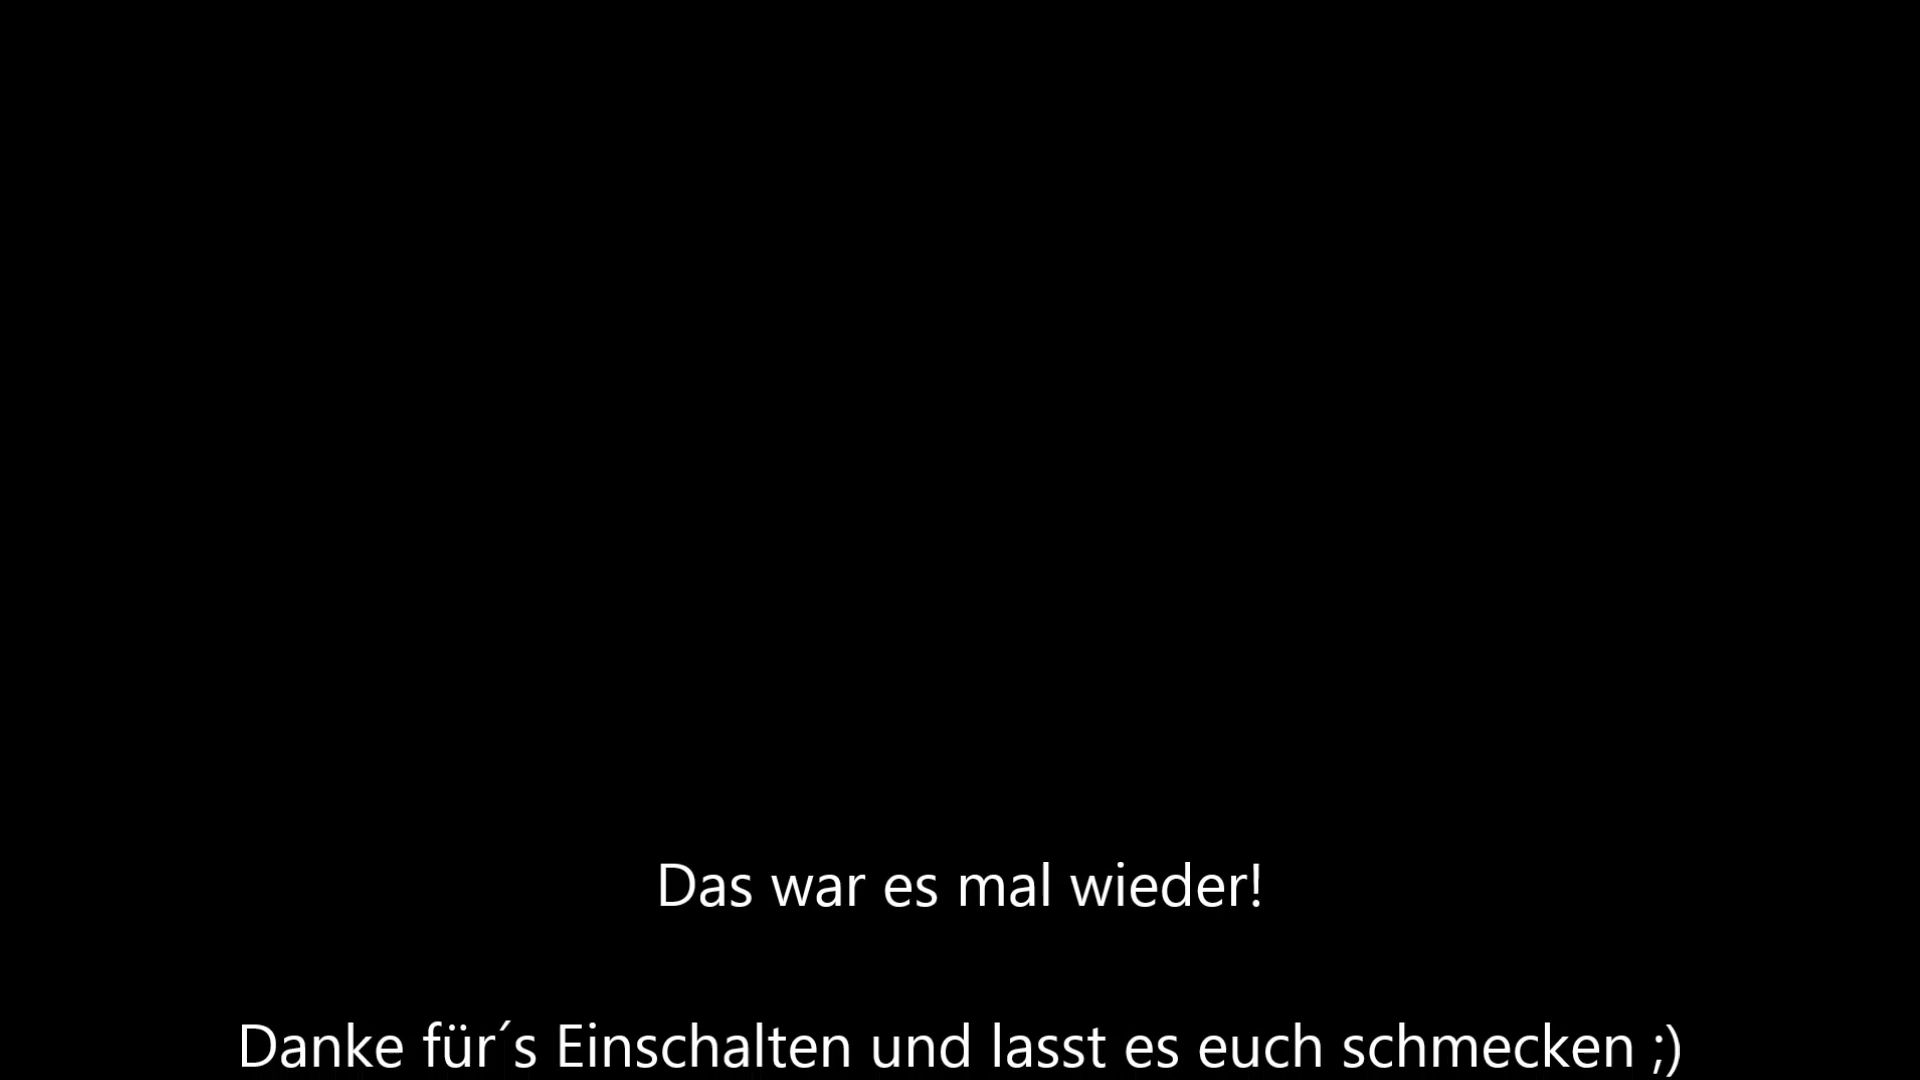 Das war es mal wieder!
Danke für´s Einschalten und lasst es euch schmecken ;)